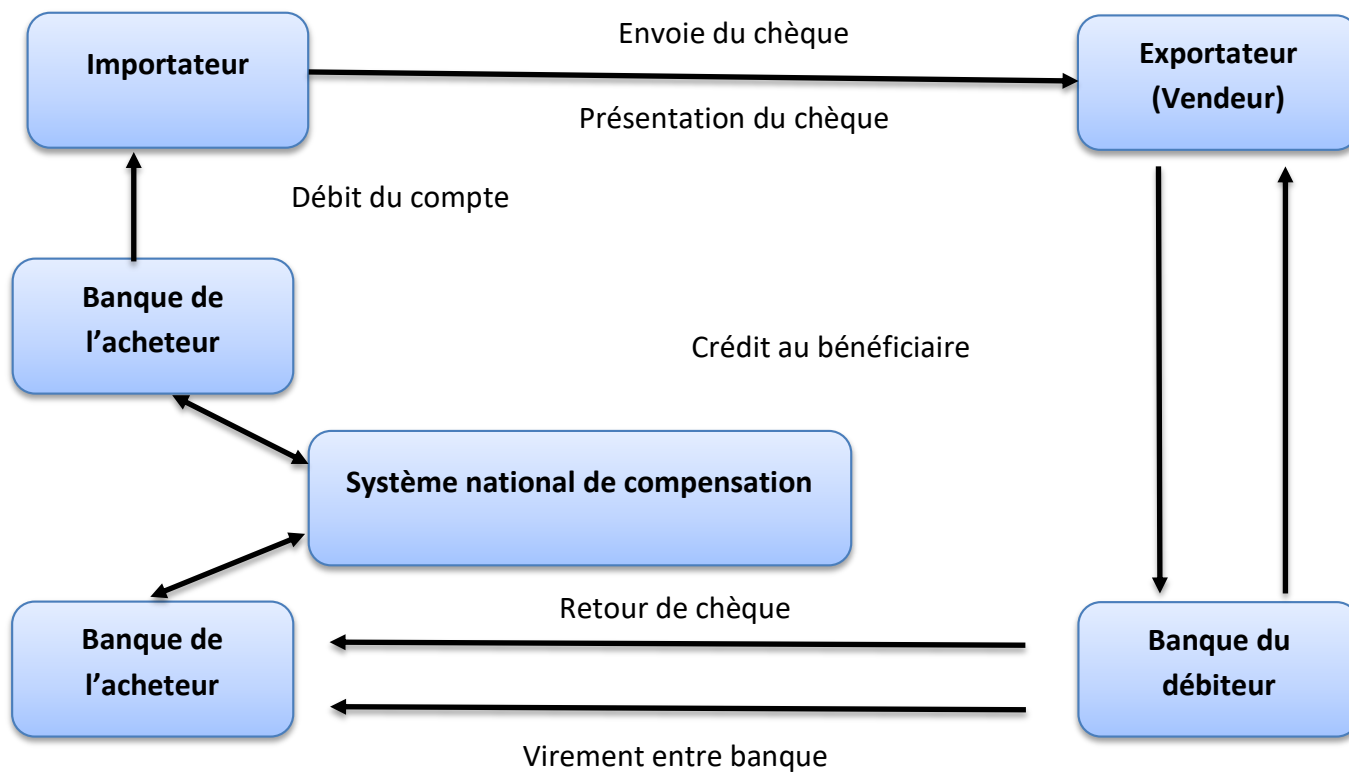 Envoie du chèque
Importateur
Exportateur
(Vendeur)
Présentation du chèque
Débit du compte
Banque de
l’acheteur
Crédit au bénéficiaire
Système national de compensation
Retour de chèque
Banque de
l’acheteur
Banque du
débiteur
Virement entre banque